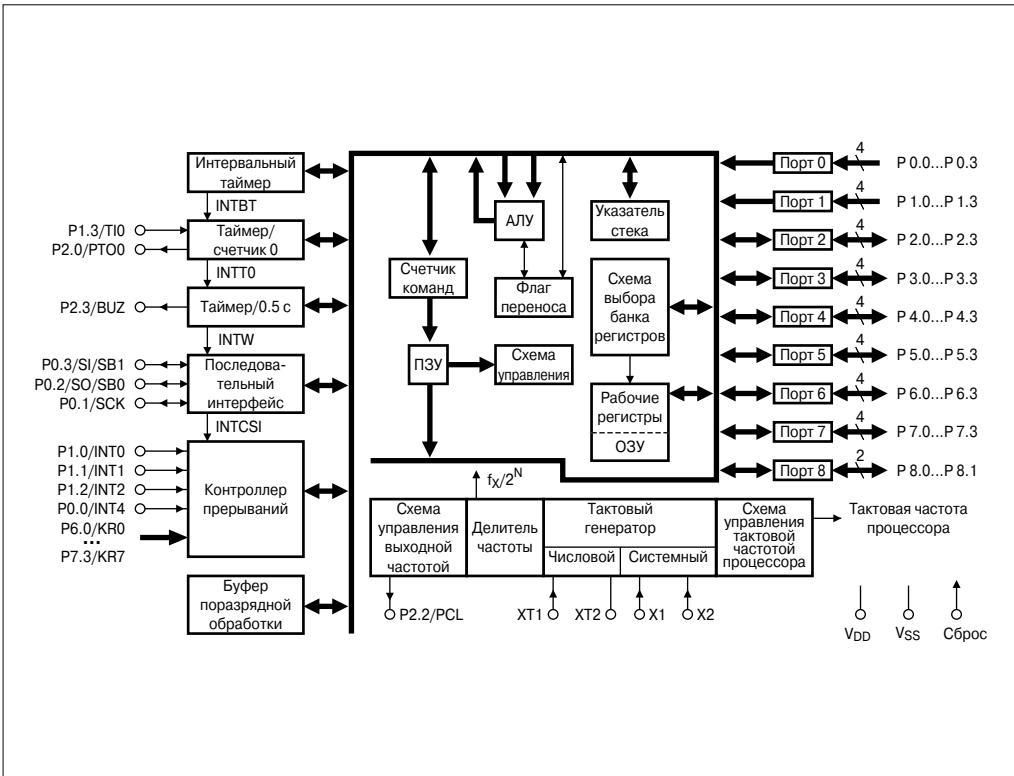 Интервальный
таймер
INTBT
P1.3/TI0
P2.0/PTO0
Таймер/
счетчик 0
INTT0
P2.3/BUZ
Таймер/0.5 с
INTW
P0.3/SI/SB1
P0.2/SO/SB0
P0.1/SCK
Последова-
тельный
интерфейс
INTCSI
P1.0/INT0
P1.1/INT1
P1.2/INT2
P0.0/INT4
P6.0/KR0
...
P7.3/KR7
Контроллер
прерываний
Буфер
поразрядной
обработки
АЛУ
Указатель
стека
Счетчик
команд
Флаг
переноса
Схема
выбора
банка
регистров
ПЗУ
Схема
управления
Рабочие
регистры
ОЗУ
fX/2^N
Схема
управления
выходной
частотой
Делитель
частоты
Тактовый
генератор
Числовой
Системный
Схема
управления
тактовой
частотой
процессора
Тактовая частота
процессора
P2.2/PCL
XT1
XT2
X1
X2
Порт 0
4
P 0.0...P 0.3
Порт 1
4
P 1.0...P 1.3
Порт 2
4
P 2.0...P 2.3
Порт 3
4
P 3.0...P 3.3
Порт 4
4
P 4.0...P 4.3
Порт 5
4
P 5.0...P 5.3
Порт 6
4
P 6.0...P 6.3
Порт 7
4
P 7.0...P 7.3
Порт 8
2
P 8.0...P 8.1
VDD
VSS
Сброс